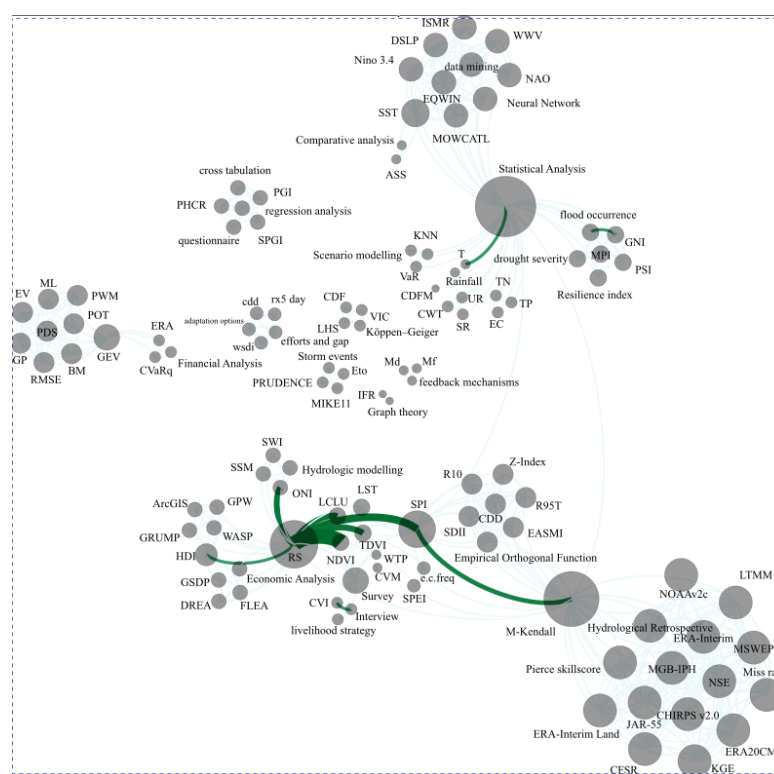 ISMR
DSLP
WWV
Nino 3.4
data mining
NAO
EQWIN
Neural Network
SST
MOWCATL
Comparative analysis
ASS
Statistical Analysis
cross tabulation
PGI
PHCR
regression analysis
questionnaire
SPGI
flood occurrence
GNI
MPI
drought severity
PSI
Resilience index
KNN
Scenario modelling
VaR
T
Rainfall
CDFM
UR
CWT
SR
TN
TP
EC
ML
EV
PWM
PDS
POT
GP
BM
GEV
RMSE
ERA
CVaRq
Financial Analysis
cdd
rx5 day
adaptation options
wsdi
efforts and gap
CDF
VIC
LHS
Köppen–Geiger
Storm events
Eto
PRUDENCE
MIKE11
Md
Mf
feedback mechanisms
IFR
Graph theory
SWI
SSM
Hydrologic modelling
ONI
ArcGIS
GPW
GRUMP
WASP
HDI
RS
LCLU
LST
SPI
TDVI
NDVI
WTP
CVM
Economic Analysis
GSDP
DREA
FLEA
Survey
e.c.freq
SPEI
CVI
Interview
livelihood strategy
R10
Z-Index
R95T
CDD
SDII
EASMI
Empirical Orthogonal Function
M-Kendall
NOAAv2c
LTMM
Hydrological Retrospective
ERA-Interim
MSWEP
Pierce skillscore
MGB-IPH
NSE
Miss ra
JAR-55
CHIRPS v2.0
ERA-Interim Land
ERA20CM
CFSR
KGE